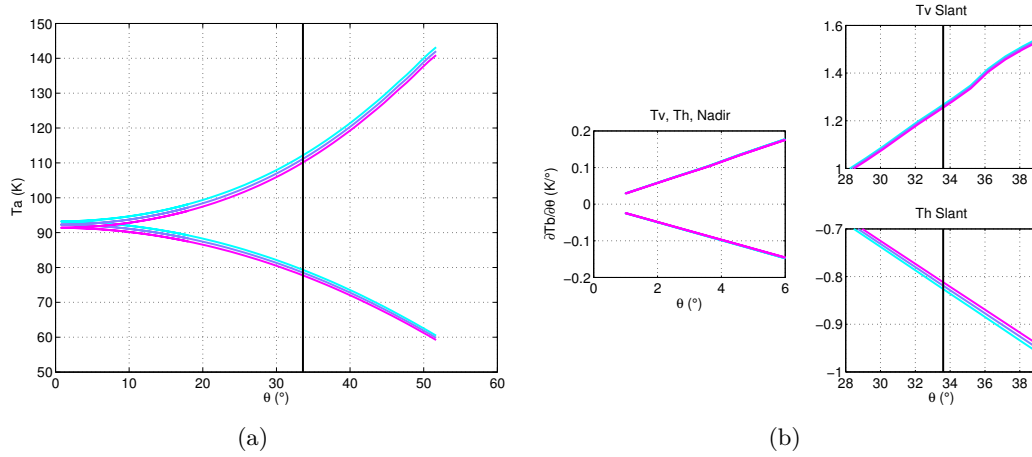 150
140
130
120
110
100
90
80
70
60
50
Ta (K)
0 10 20 30 40 50 60
θ (°)
(a)
Tv, Th, Nadir
0.2
0.1
0
−0.1
−0.2
∂Tb/∂θ (K/°)
0 2 4 6
θ (°)
Tv Slant
1.6
1.4
1.2
1
28 30 32 34 36 38
Th Slant
−0.7
−0.8
−0.9
−1
28 30 32 34 36 38
θ (°)
(b)